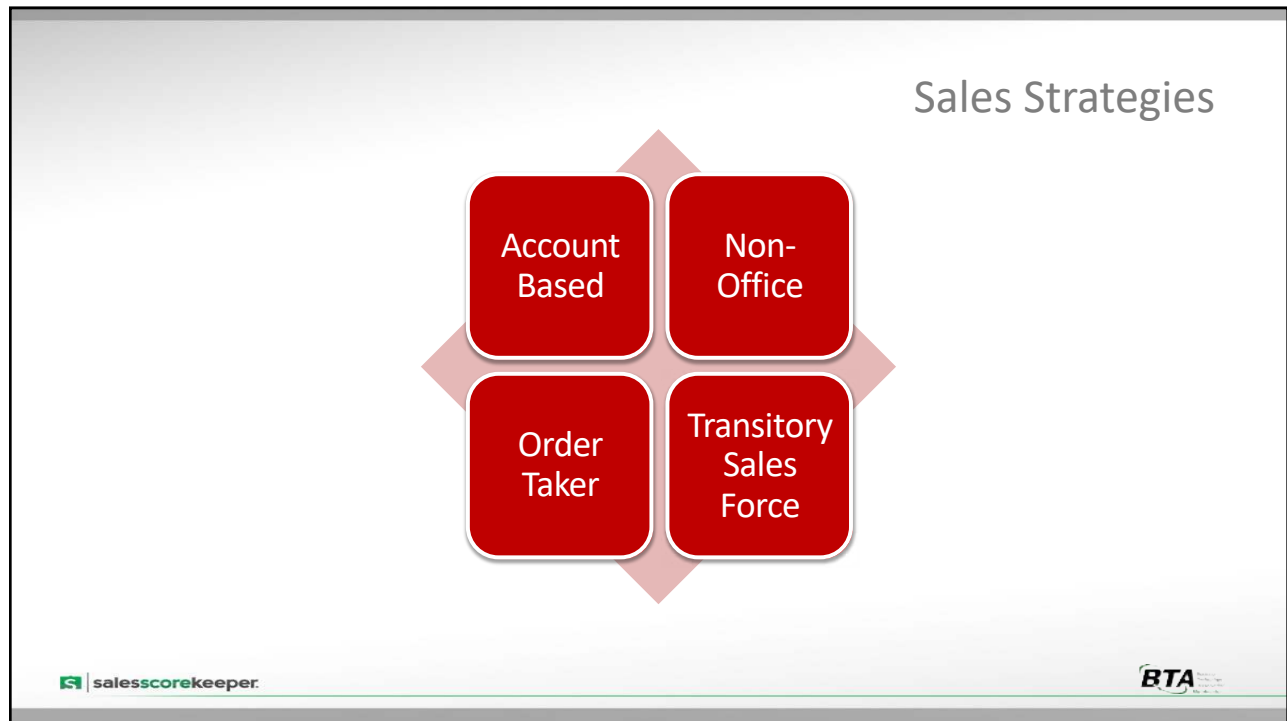 Sales Strategies
Account
Based
Non-
Office
Order
Taker
Transitory
Sales
Force
salesscorekeeper.
BTA